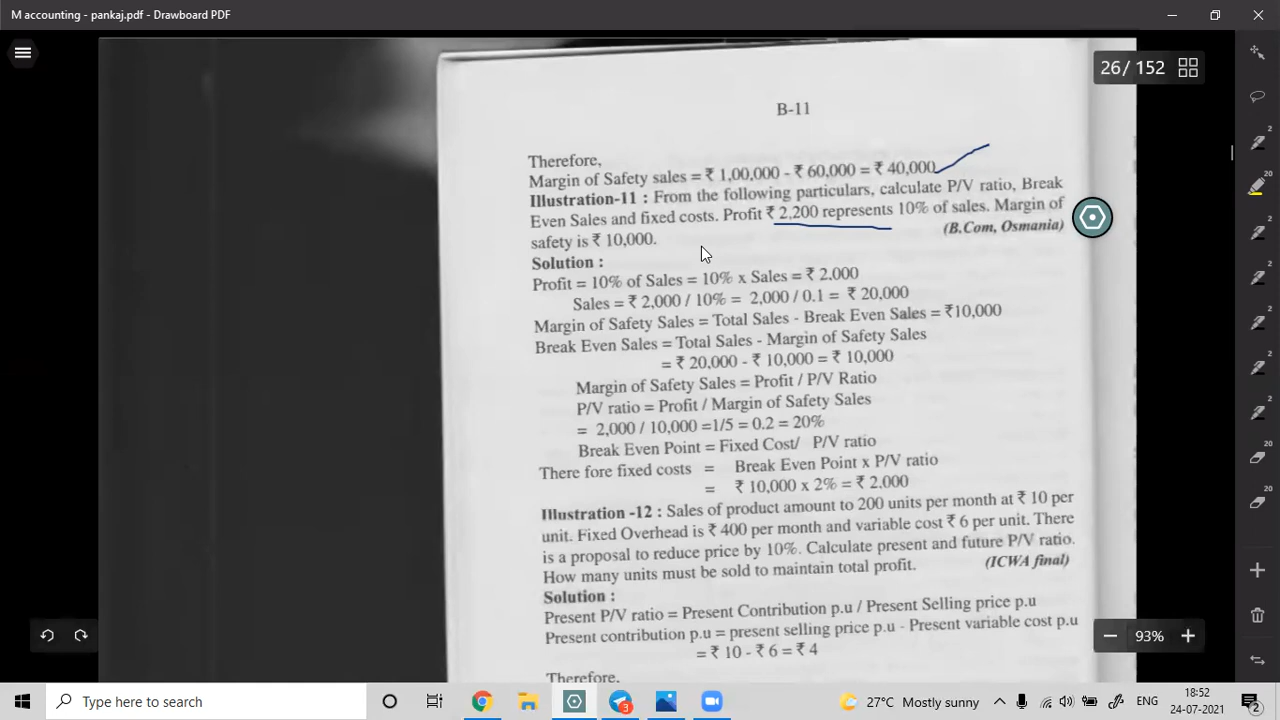 M accounting - pankaj.pdf - Drawboard PDF
26 / 152
B-11
Therefore,
Margin of Safety sales = ₹ 1,00,000 - ₹ 60,000 = ₹ 40,000
Illustration-11 : From the following particulars, calculate P/V ratio, Break
Even Sales and fixed costs. Profit ₹ 2,200 represents 10% of sales. Margin of
safety is ₹ 10,000. (B.Com, Osmania)
Solution :
Profit = 10% of Sales = 10% x Sales = ₹ 2.000
Sales = ₹ 2,000 / 10% = 2,000 / 0.1 = ₹ 20,000
Margin of Safety Sales = Total Sales - Break Even Sales = ₹10,000
Break Even Sales = Total Sales - Margin of Safety Sales
= ₹ 20,000 - ₹ 10,000 = ₹ 10,000
Margin of Safety Sales = Profit / P/V Ratio
P/V ratio = Profit / Margin of Safety Sales
= 2,000 / 10,000 =1/5 = 0.2 = 20%
Break Even Point = Fixed Cost/ P/V ratio
There fore fixed costs = Break Even Point x P/V ratio
= ₹ 10,000 x 2% = ₹ 2.000
Illustration -12 : Sales of product amount to 200 units per month at ₹ 10 per
unit. Fixed Overhead is ₹ 400 per month and variable cost ₹ 6 per unit. There
is a proposal to reduce price by 10%. Calculate present and future P/V ratio.
How many units must be sold to maintain total profit. (ICWA final)
Solution :
Present P/V ratio = Present Contribution p.u / Present Selling price p.u
Present contribution p.u = present selling price p.u - Present variable cost p.u
= ₹ 10 - ₹ 6 = ₹ 4
Therefore,
2
20
2
2
2
2
2
20
20
93%
Type here to search
3
27°C Mostly sunny
ENG
18:52
24-07-2021
2